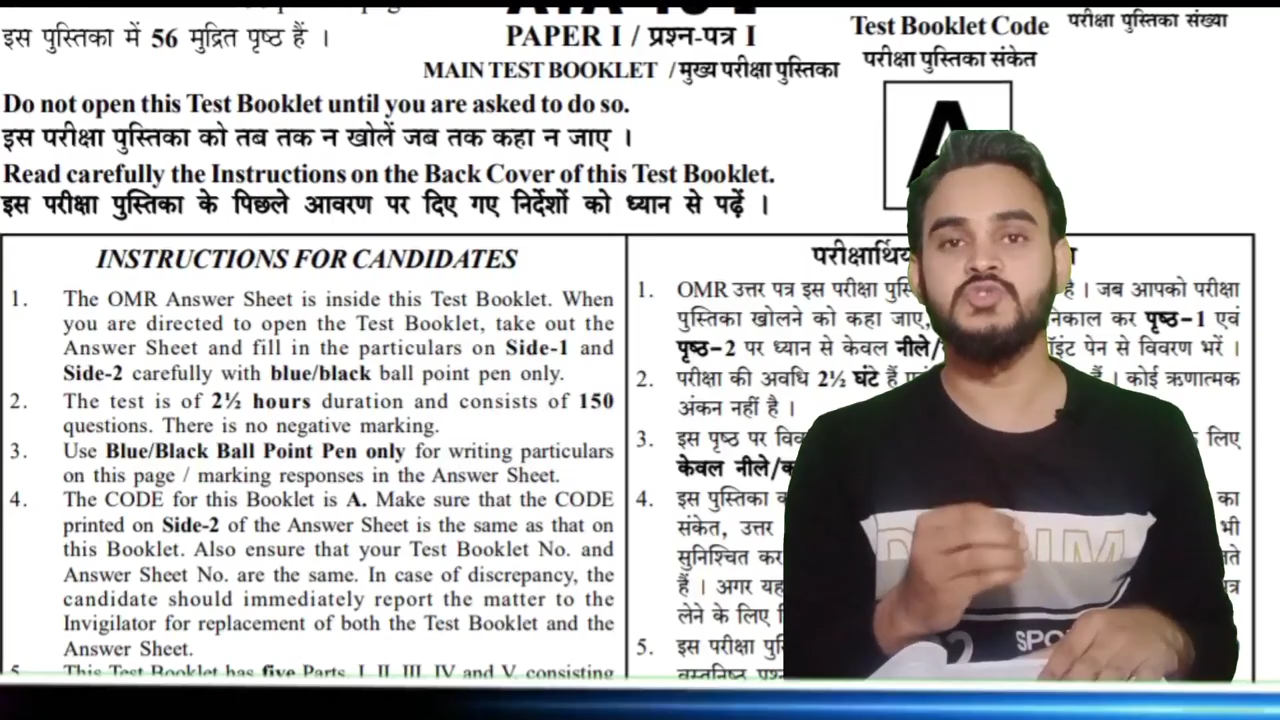 इस पुस्तिका में 56 मुद्रित पृष्ठ हैं ।
PAPER I / प्रश्न-पत्र I
MAIN TEST BOOKLET / मुख्य परीक्षा पुस्तिका
Test Booklet Code
परीक्षा पुस्तिका संकेत
परीक्षा पुस्तिका संख्या
A
Do not open this Test Booklet until you are asked to do so.
इस परीक्षा पुस्तिका को तब तक न खोलें जब तक कहा न जाए ।
Read carefully the Instructions on the Back Cover of this Test Booklet.
इस परीक्षा पुस्तिका के पिछले आवरण पर दिए गए निर्देशों को ध्यान से पढ़ें ।
INSTRUCTIONS FOR CANDIDATES
1. The OMR Answer Sheet is inside this Test Booklet. When
you are directed to open the Test Booklet, take out the
Answer Sheet and fill in the particulars on Side-1 and
Side-2 carefully with blue/black ball point pen only.
2. The test is of 2½ hours duration and consists of 150
questions. There is no negative marking.
3. Use Blue/Black Ball Point Pen only for writing particulars
on this page / marking responses in the Answer Sheet.
4. The CODE for this Booklet is A. Make sure that the CODE
printed on Side-2 of the Answer Sheet is the same as that on
this Booklet. Also ensure that your Test Booklet No. and
Answer Sheet No. are the same. In case of discrepancy, the
candidate should immediately report the matter to the
Invigilator for replacement of both the Test Booklet and the
Answer Sheet.
5. This Test Booklet has five Parts, I, II, III, IV and V, consisting
1. OMR उत्तर पत्र इस परीक्षा है । जब आपको परीक्षा
पुस्तिका खोलने को कहा जाए, निकाल कर पृष्ठ-1 एवं
पृष्ठ-2 पर ध्यान से केवल नीले/ पॉइंट पेन से विवरण भरें ।
2. परीक्षा की अवधि 2½ घंटे है । कोई ऋणात्मक
अंकन नहीं है ।
3. इस पृष्ठ पर के लिए
केवल नीले/
4. इस पुस्तिका का
संकेत, उत्तर भी
सुनिश्चित
हैं । अगर यह
लेने के लिए
5. इस परीक्षा